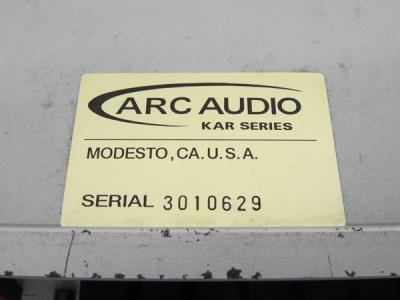 ARC AUDIO
KAR SERIES
MODESTO, CA. U.S.A.
SERIAL 3010629